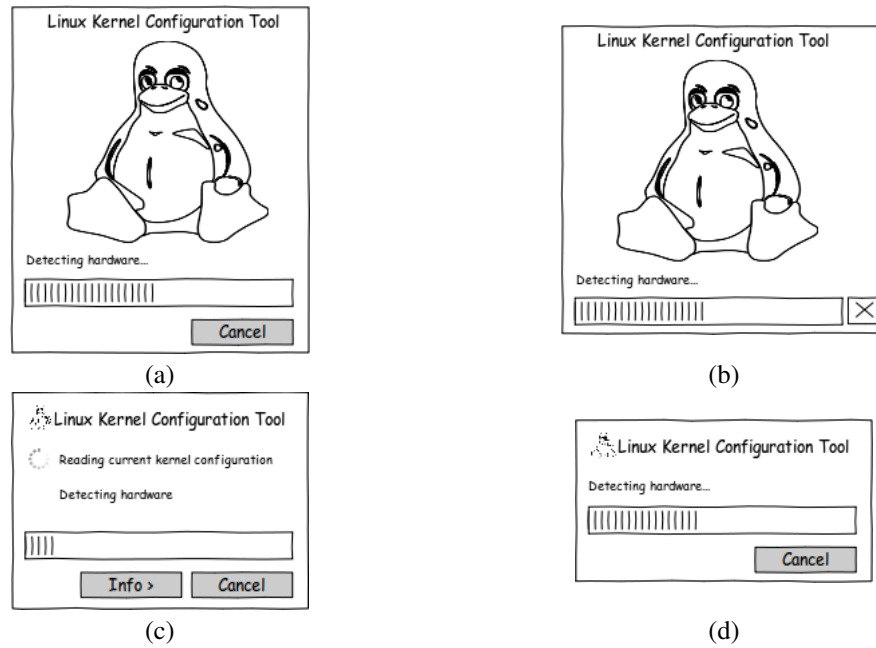 Linux Kernel Configuration Tool
Detecting hardware...
Cancel
(a)
Linux Kernel Configuration Tool
Detecting hardware...
(b)
Linux Kernel Configuration Tool
Reading current kernel configuration
Detecting hardware
Info > Cancel
(c)
Linux Kernel Configuration Tool
Detecting hardware...
Cancel
(d)